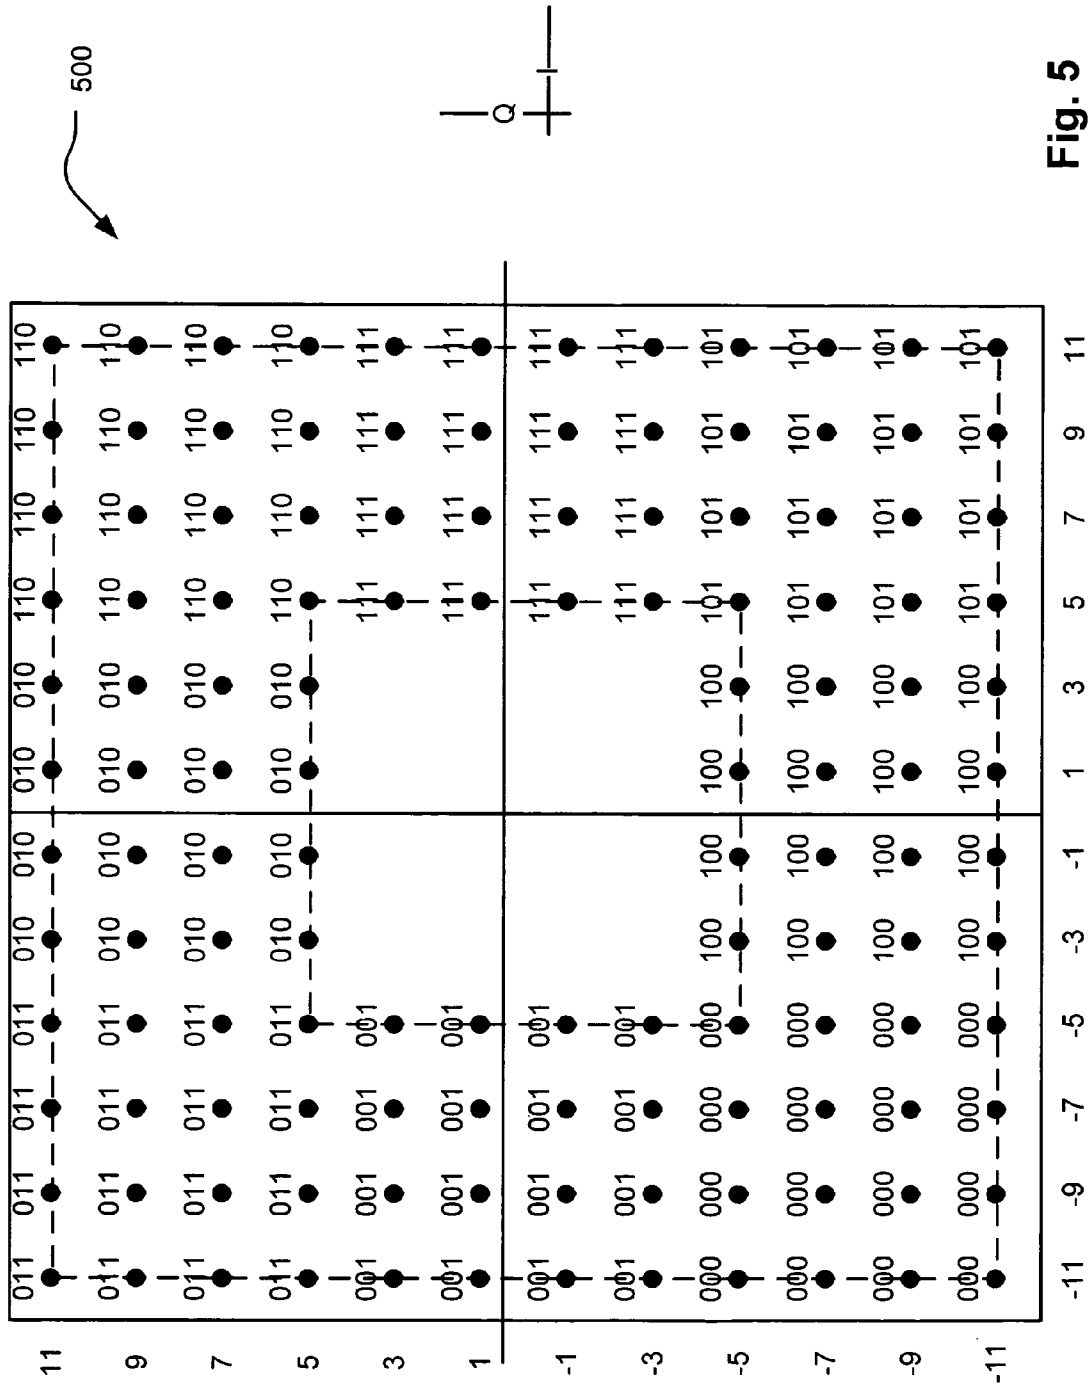 500
11 011 011 011 011 010 010 010 010 110 110 110 110
9 011 011 011 011 010 010 010 010 110 110 110 110
7 011 011 011 011 010 010 010 010 110 110 110 110
5 011 011 011 011 010 010 010 010 110 110 110 110
3 001 001 001 001 111 111 111 111
1 001 001 001 001 111 111 111 111
Q
I
-1 001 001 001 001 111 111 111 111
-3 001 001 001 001 111 111 111 111
-5 000 000 000 000 100 100 100 100 101 101 101 101
-7 000 000 000 000 100 100 100 100 101 101 101 101
-9 000 000 000 000 100 100 100 100 101 101 101 101
-11 000 000 000 000 100 100 100 100 101 101 101 101
-11 -9 -7 -5 -3 -1 1 3 5 7 9 11
Fig. 5